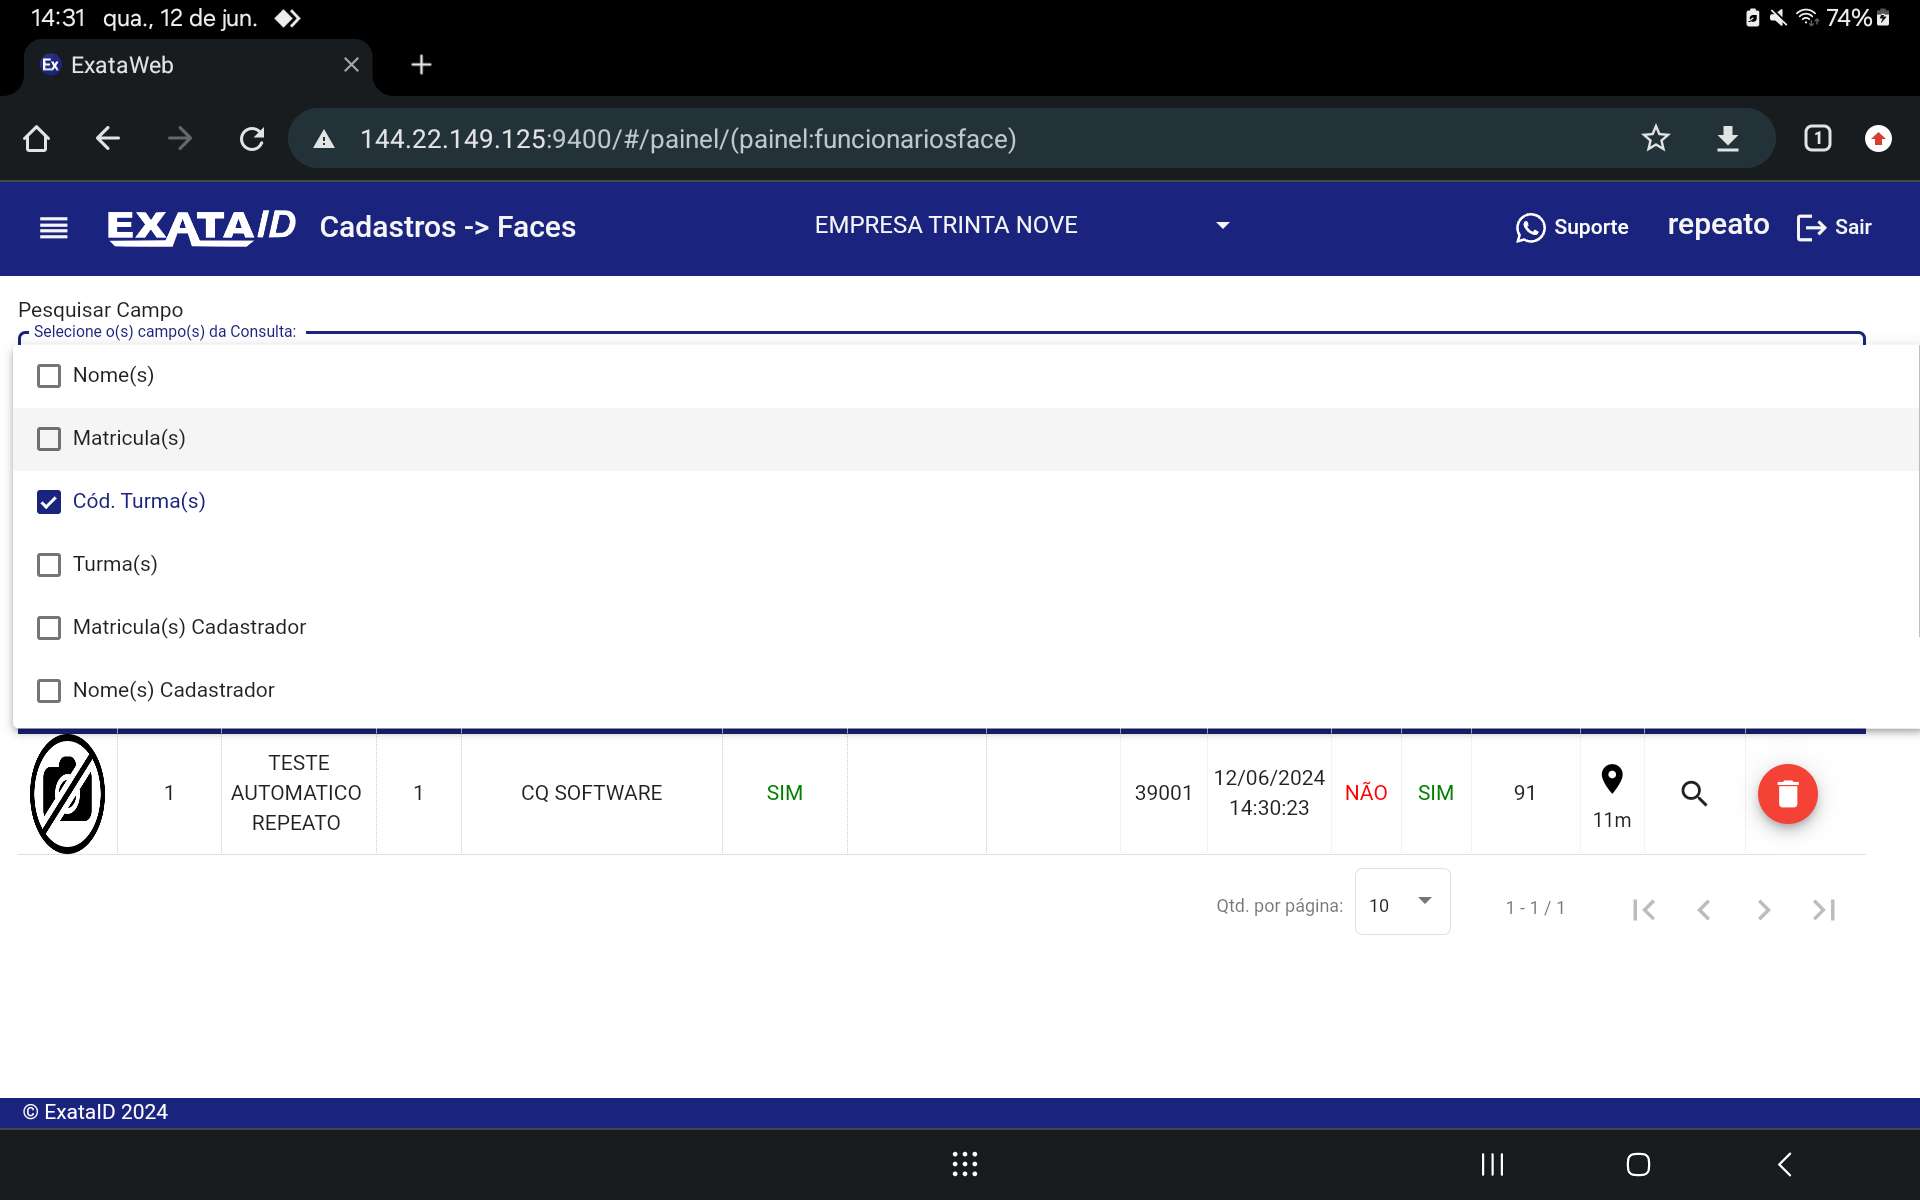 14:31 qua., 12 de jun. 74%
Ex ExataWeb
144.22.149.125:9400/#/painel/(painel:funcionariosface) 1
EXATAID Cadastros -> Faces EMPRESA TRINTA NOVE Suporte repeato Sair
Pesquisar Campo
Selecione o(s) campo(s) da Consulta:
Nome(s)
Matricula(s)
Cód. Turma(s)
Turma(s)
Matricula(s) Cadastrador
Nome(s) Cadastrador
1 TESTE AUTOMATICO REPEATO 1 CQ SOFTWARE SIM 39001 12/06/2024 14:30:23 NÃO SIM 91 11m
Qtd. por página: 10 1 - 1 / 1
© ExataID 2024